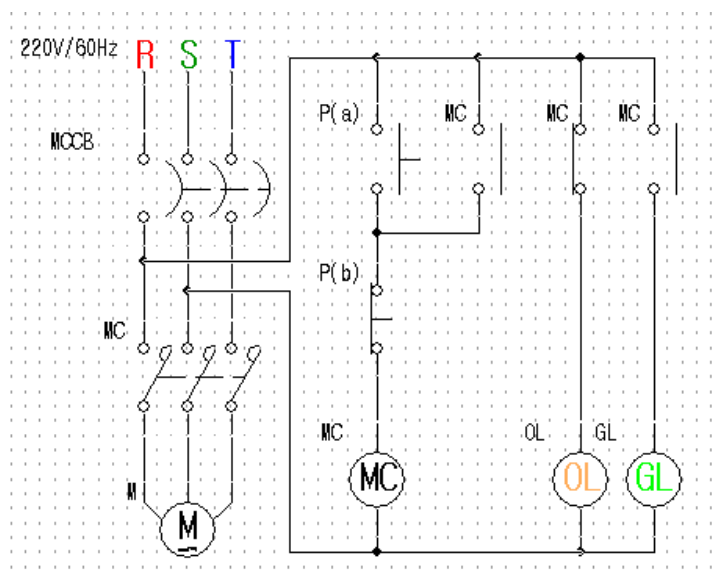 220V/60Hz R S T
P(a) MC MC MC
MCCB
P(b)
MC
MC OL GL
MC OL GL
M
M